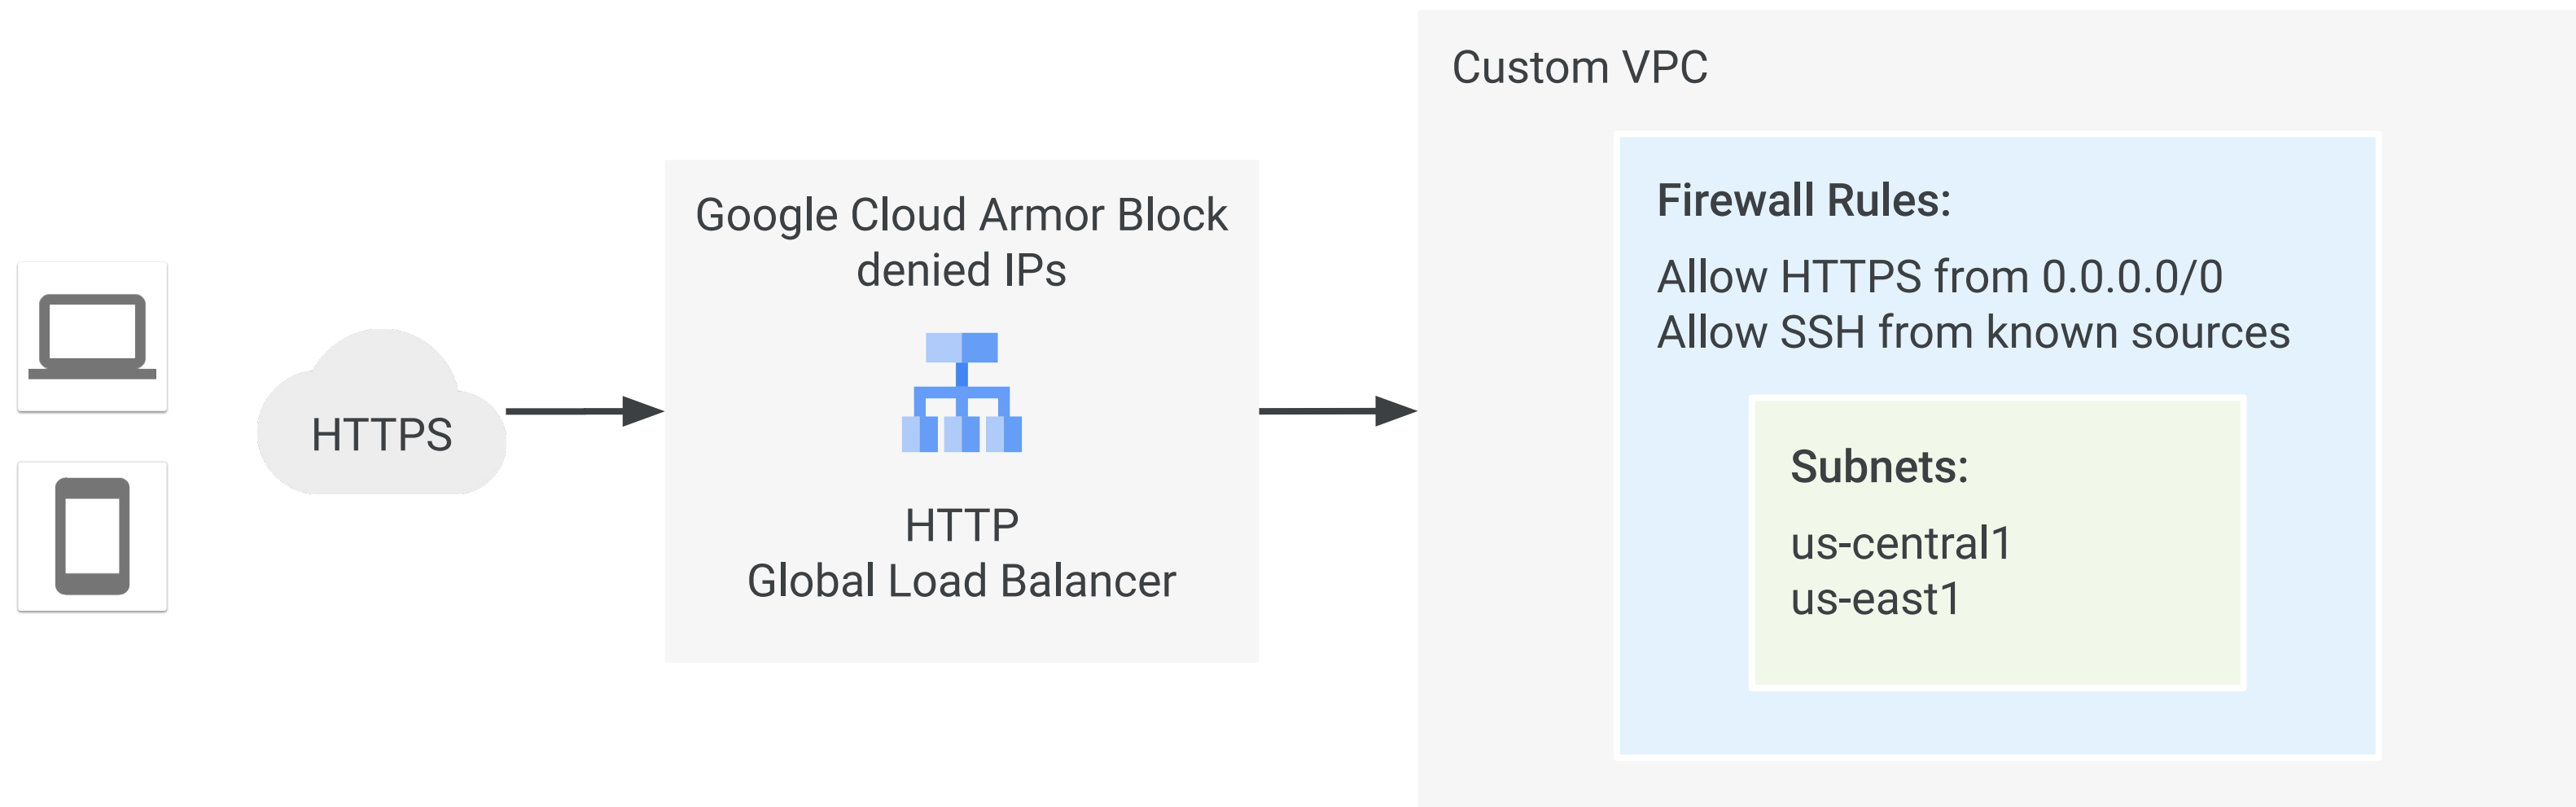 HTTPS
Google Cloud Armor Block
denied IPs
HTTP
Global Load Balancer
Custom VPC
Firewall Rules:
Allow HTTPS from 0.0.0.0/0
Allow SSH from known sources
Subnets:
us-central1
us-east1